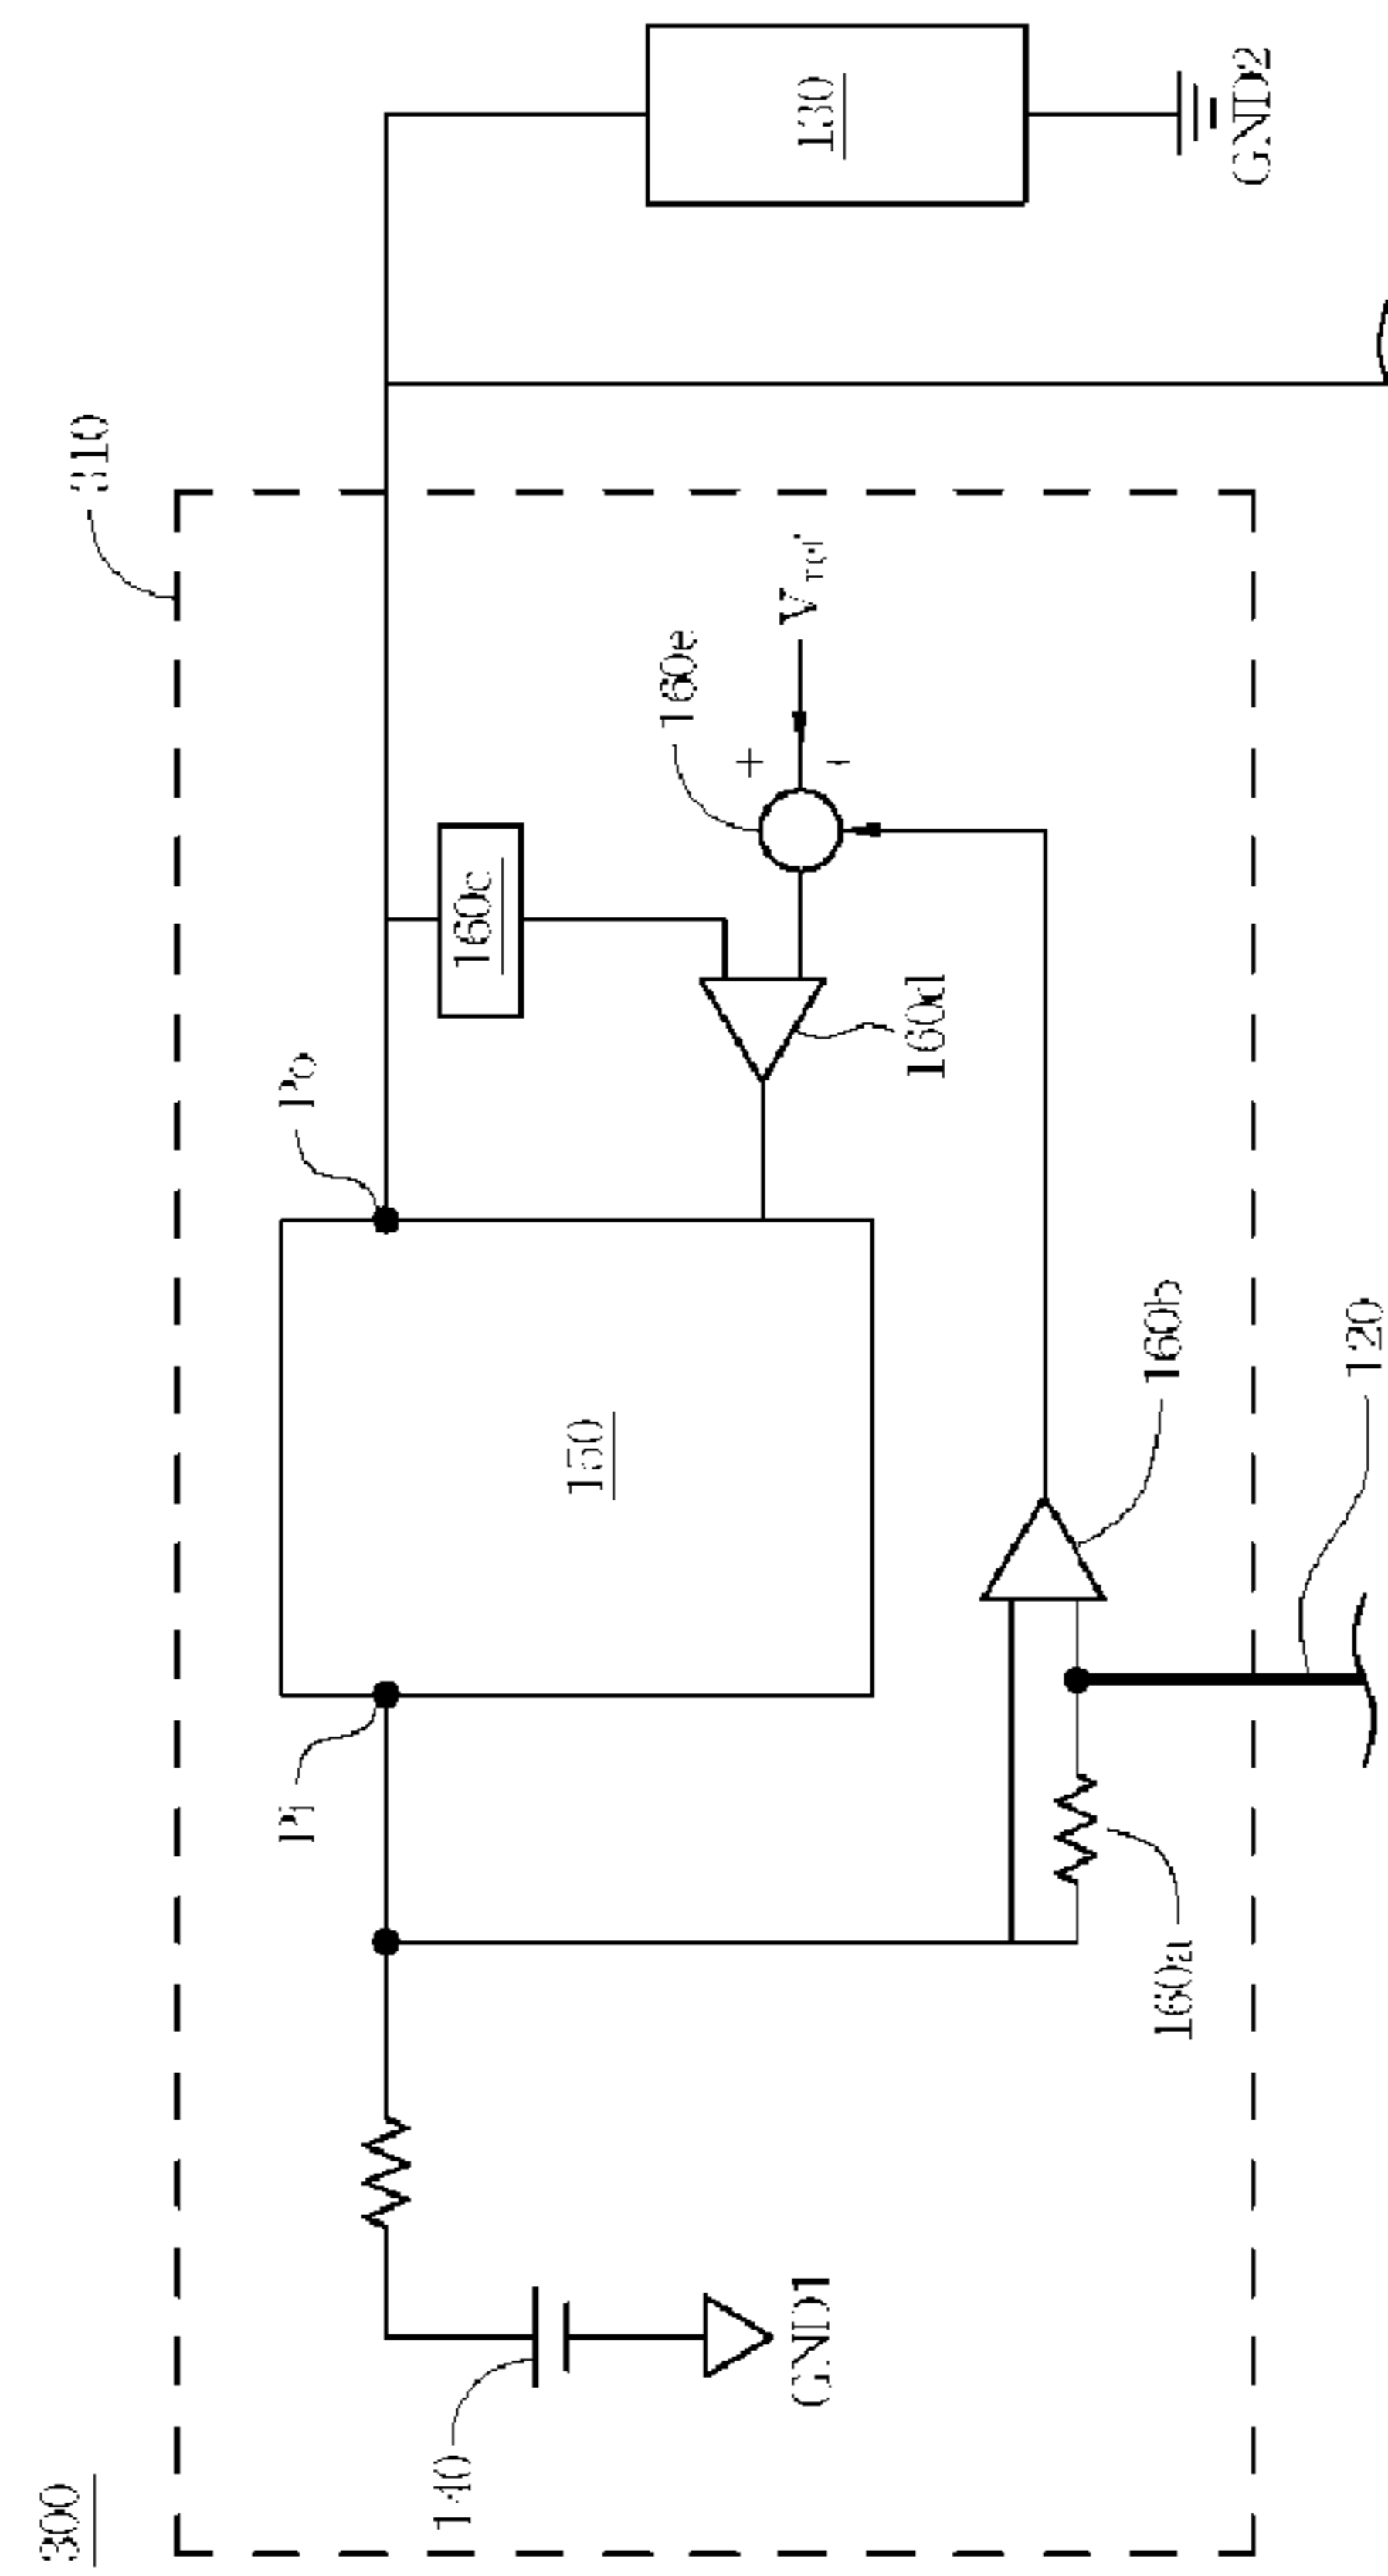 300
310
140
GND1
Pi
Po
150
160a
160b
160c
160d
160e
+
-
Vref
120
130
GND2